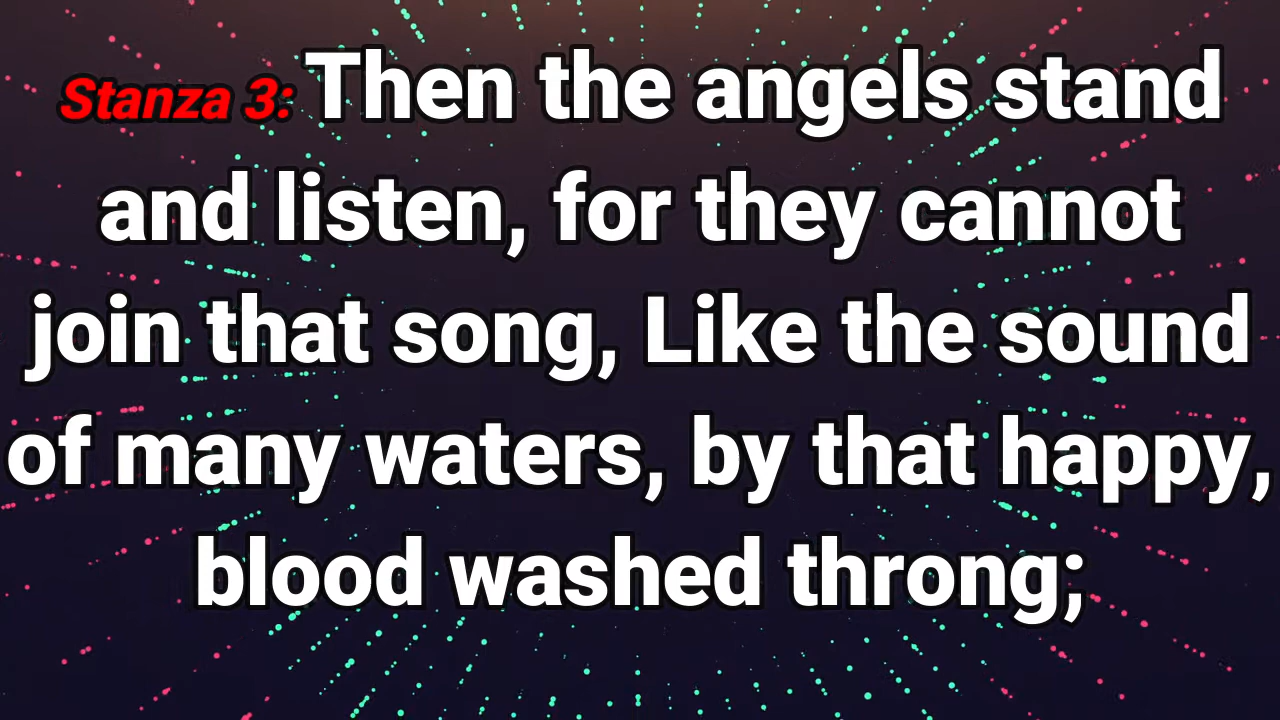 Stanza 3: Then the angels stand
and listen, for they cannot
join that song, Like the sound
of many waters, by that happy,
blood washed throng;